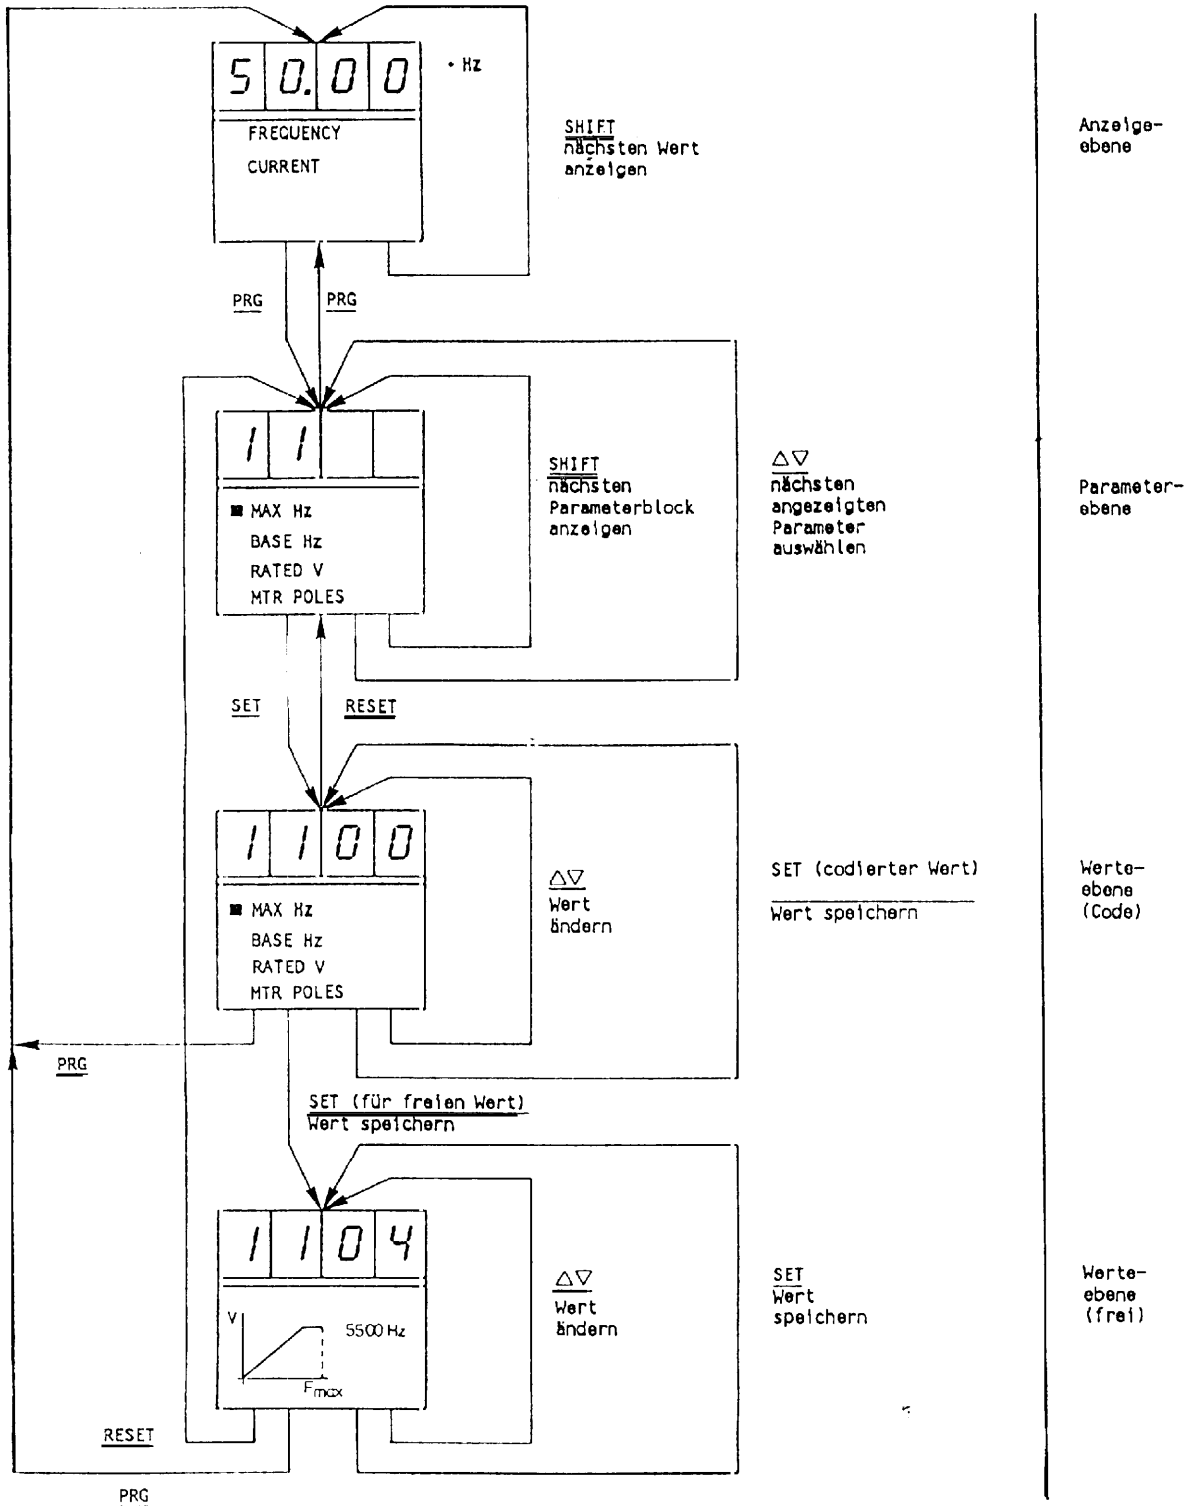 50.00
• Hz
FREQUENCY
CURRENT
SHIFT
nächsten Wert
anzeigen
Anzeige-
ebene
PRG
PRG
11
MAX Hz
BASE Hz
RATED V
MTR POLES
SHIFT
nächsten
Parameterblock
anzeigen
△▽
nächsten
angezeigten
Parameter
auswählen
Parameter-
ebene
SET
RESET
1100
MAX Hz
BASE Hz
RATED V
MTR POLES
△▽
Wert
ändern
SET (codierter Wert)
Wert speichern
Werte-
ebene
(Code)
PRG
SET (für freien Wert)
Wert speichern
1104
V
5500 Hz
Fmax
△▽
Wert
ändern
SET
Wert
speichern
Werte-
ebene
(frei)
RESET
PRG